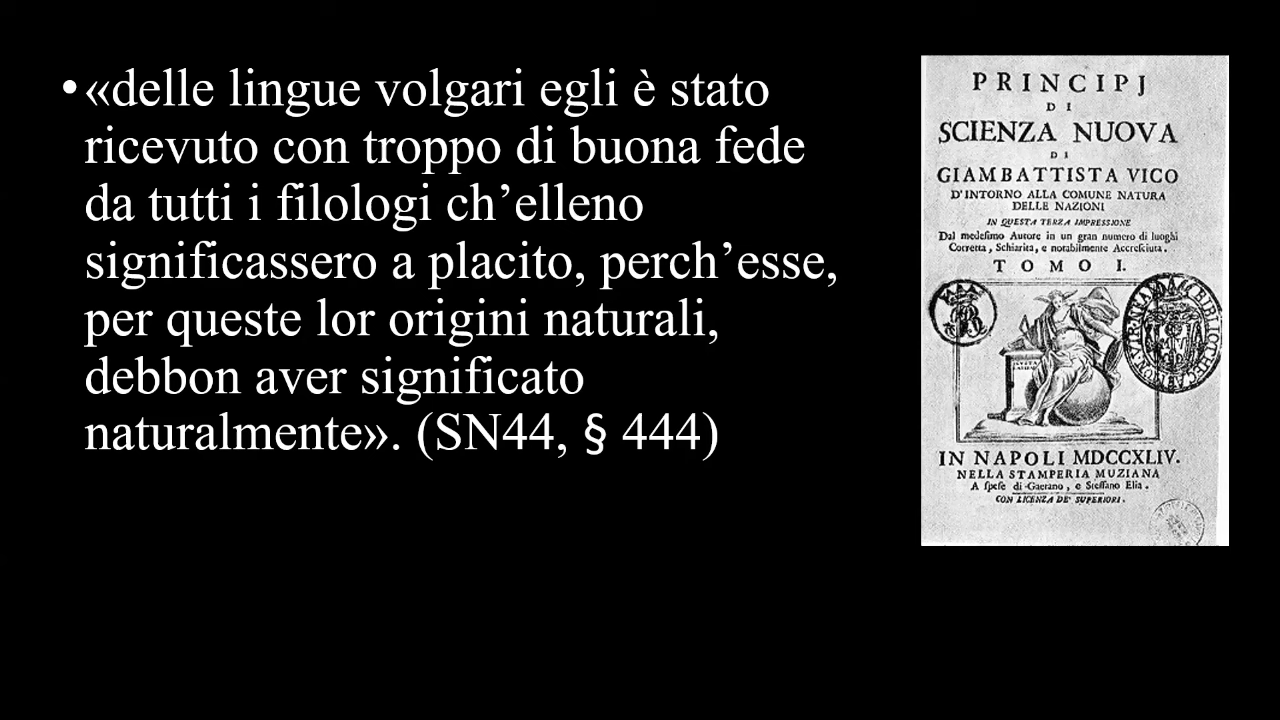 •«delle lingue volgari egli è stato
ricevuto con troppo di buona fede
da tutti i filologi ch’elleno
significassero a placito, perch’esse,
per queste lor origini naturali,
debbon aver significato
naturalmente». (SN44, § 444)
PRINCIPJ
DI
SCIENZA NUOVA
DI
GIAMBATTISTA VICO
D'INTORNO ALLA COMUNE NATURA
DELLE NAZIONI
IN QUESTA TERZA IMPRESSIONE
Dal medesimo Autore in un gran numero di luoghi
Corretta, Schiarita, e notabilmente Accresciuta.
TOMO I.
IN NAPOLI MDCCXLIV.
NELLA STAMPERIA MUZIANA
A spese di Gaetano, e Steffano Elia.
CON LICENZA DE' SUPERIORI.